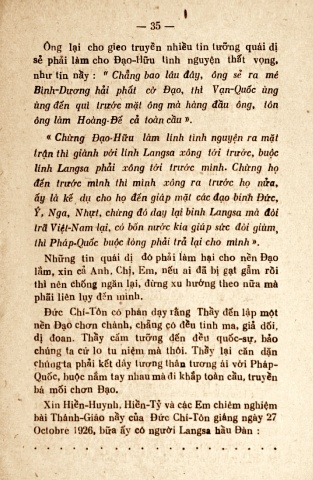 — 35 —
Ông lại cho gieo truyền nhiều tin tưởng quái dị
sẽ phải làm cho Đạo-Hữu tình nguyện thất vọng,
như tin nầy : " Chẳng bao lâu đây, ông sẽ ra mé
Bình-Dương hải phất cờ Đạo, thì Vạn-Quốc ùng
ùng đến quì trước mặt ông mà hàng đầu ông, tôn
ông làm Hoàng-Đế cả toàn cầu ».
« Chừng Đạo-Hữu làm lính tình nguyện ra mặt
trận thì giành với lính Langsa xông tới trước, buộc
lính Langsa phải xông tới trước mình. Chừng họ
đến trước mình thì mình xông ra trước họ nữa,
ấy là kế dụ cho họ đến giáp mặt các đạo binh Đức,
Ý, Nga, Nhựt, chừng đó day lại binh Langsa mà đòi
trả Việt-Nam lại, có bốn nước kia giúp sức đòi giùm,
thì Pháp-Quốc buộc lòng phải trả lại cho mình ».
Những tin quái dị đó phải làm hại cho nền Đạo
lắm, xin cả Anh, Chị, Em, nếu ai đã bị gạt gẫm rồi
thì nên chống ngăn lại, đừng xu hướng theo nữa mà
phải liên lụy đến mình.
Đức Chí-Tôn có phán dạy rằng Thầy đến lập một
nền Đạo chơn chánh, chẳng có đều tinh ma, giả dối,
dị đoan. Thầy cấm tưởng đến đều quốc-sự, bảo
chúng ta cứ lo tu niệm mà thôi. Thầy lại căn dặn
chúng ta phải kết dây tương thân tương ái với Pháp-
Quốc, buộc nắm tay nhau mà đi khắp toàn cầu, truyền
bá mối chơn Đạo.
Xin Hiền-Huynh, Hiền-Tỷ và các Em chiêm nghiệm
bài Thánh-Giáo nầy của Đức Chí-Tôn giáng ngày 27
Octobre 1926, bữa ấy có người Langsa hầu Đàn :
. . . . . . . . . . . . . . . . . . . .